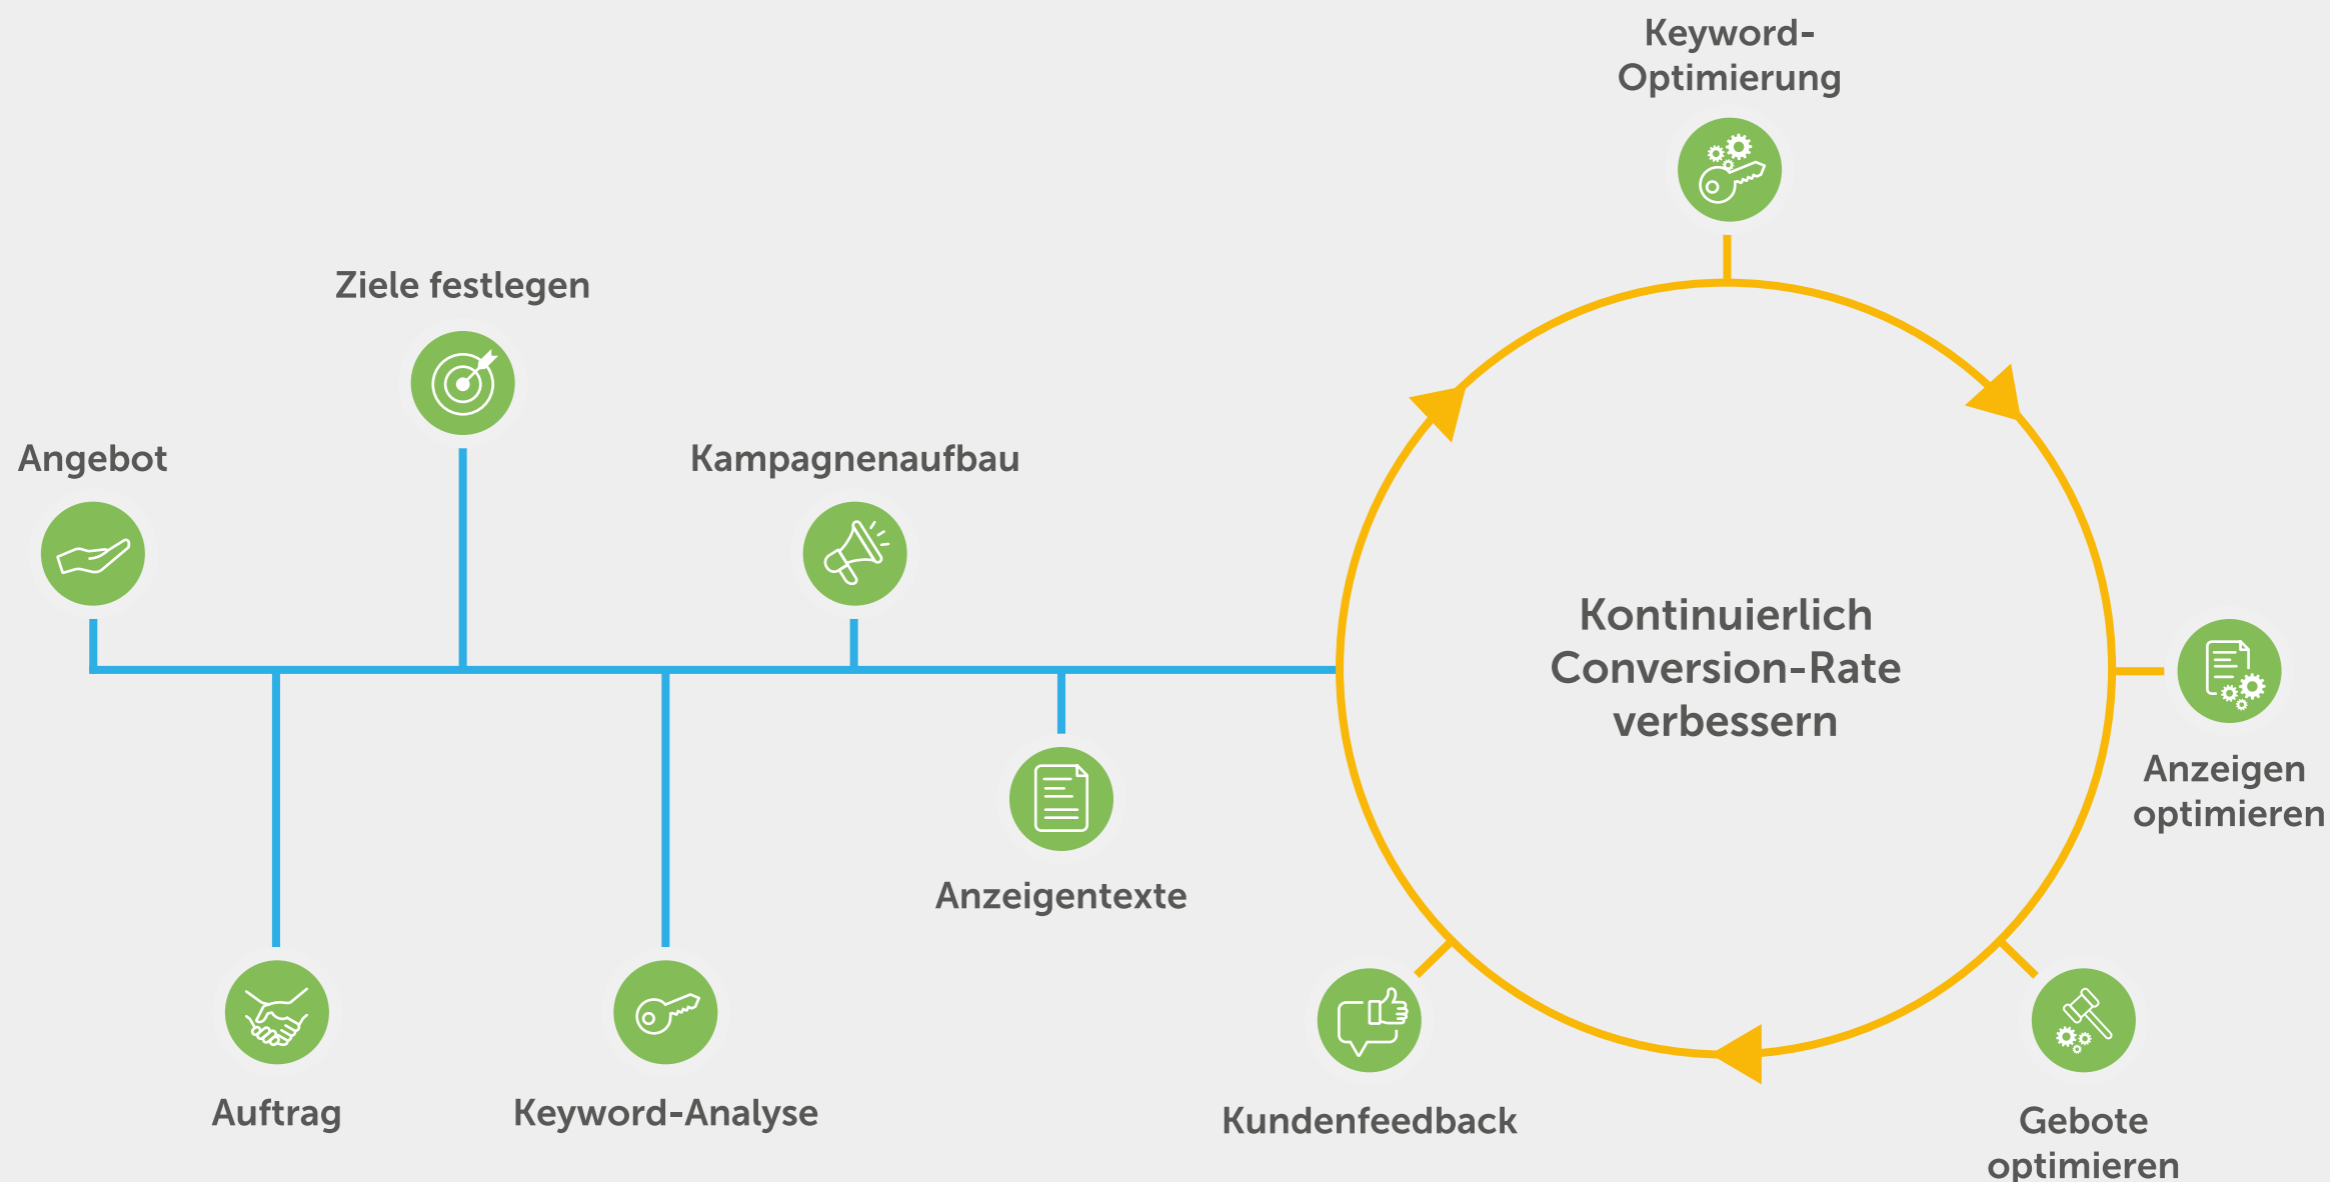 Angebot
Auftrag
Ziele festlegen
Keyword-Analyse
Kampagnenaufbau
Anzeigentexte
Kontinuierlich
Conversion-Rate
verbessern
Keyword-
Optimierung
Anzeigen
optimieren
Gebote
optimieren
Kundenfeedback